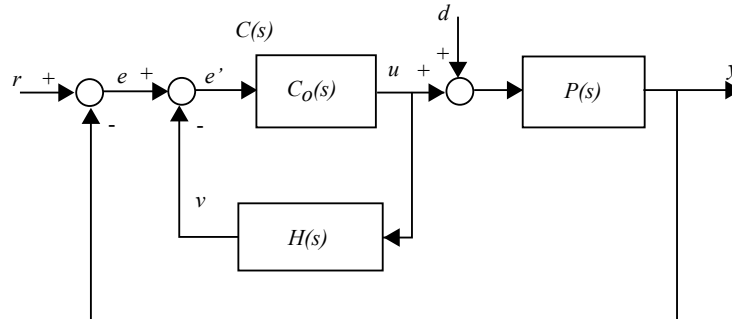 d
C(s)
+
r + e + e’ Co(s) u + P(s) y
-
-
v
H(s)